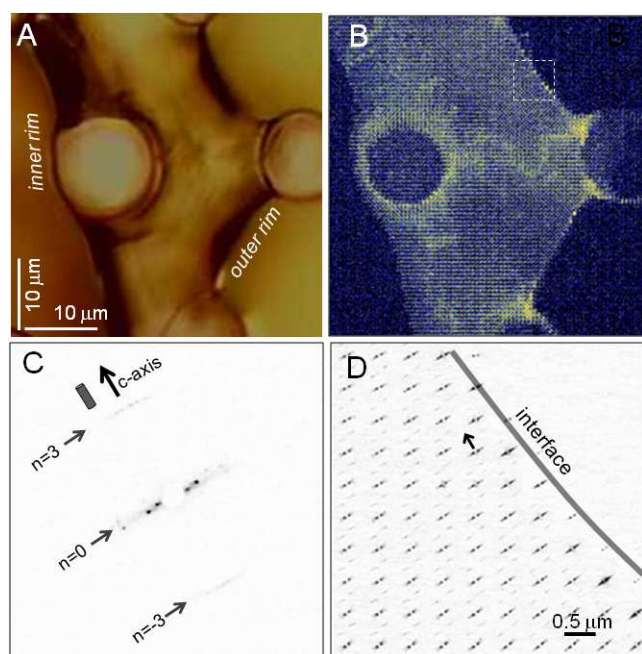 A
inner rim
outer rim
10 μm
10 μm
B
B
C
c-axis
n=3
n=0
n=-3
D
interface
0.5 μm